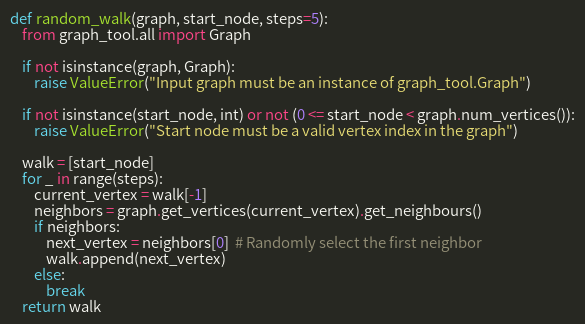 def random_walk(graph, start_node, steps=5):
    from graph_tool.all import Graph

    if not isinstance(graph, Graph):
        raise ValueError("Input graph must be an instance of graph_tool.Graph")

    if not isinstance(start_node, int) or not (0 <= start_node < graph.num_vertices()):
        raise ValueError("Start node must be a valid vertex index in the graph")

    walk = [start_node]
    for _ in range(steps):
        current_vertex = walk[-1]
        neighbors = graph.get_vertices(current_vertex).get_neighbours()
        if neighbors:
            next_vertex = neighbors[0]  # Randomly select the first neighbor
            walk.append(next_vertex)
        else:
            break
    return walk